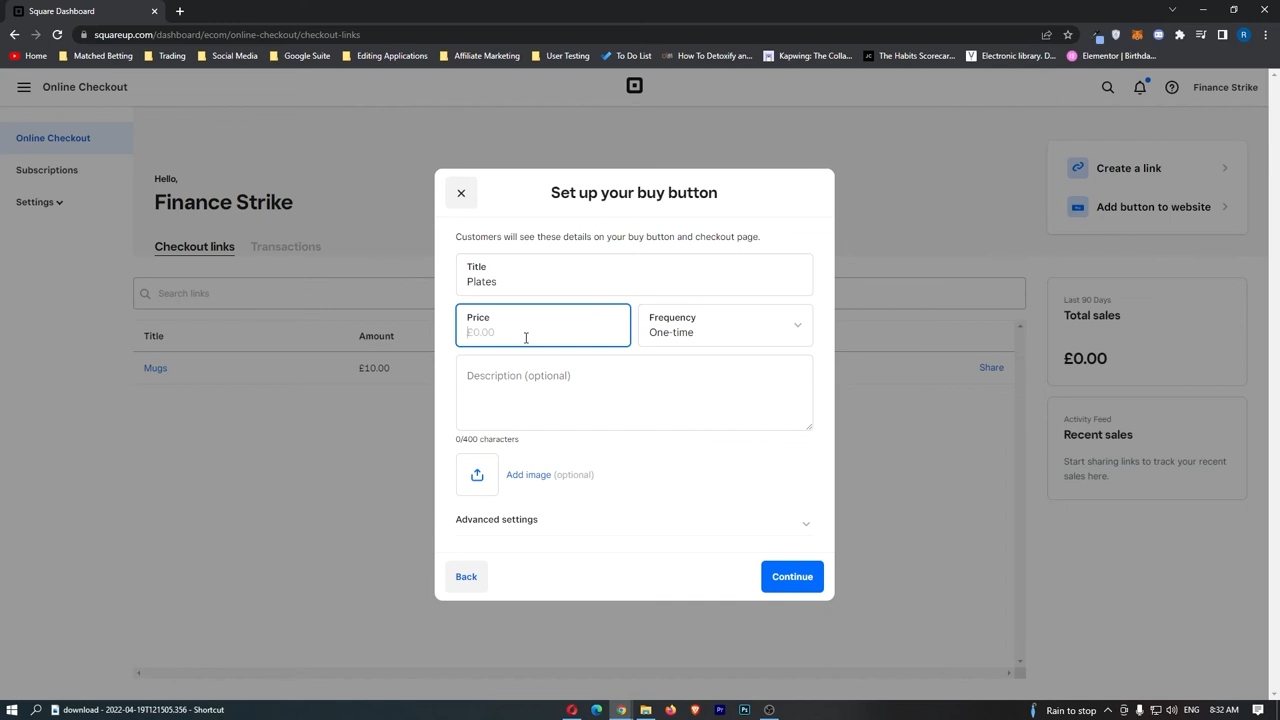 Square Dashboard
squareup.com/dashboard/ecom/online-checkout/checkout-links
Home
Matched Betting
Trading
Social Media
Google Suite
Editing Applications
Affiliate Marketing
User Testing
To Do List
How To Detoxify an...
Kapwing: The Colla...
The Habits Scorecar...
Electronic library. D...
Elementor | Birthda...
Online Checkout
Finance Strike
Online Checkout
Subscriptions
Settings
Hello,
Finance Strike
Checkout links
Transactions
Search links
Title
Amount
Mugs
£10.00
Share
Create a link
Add button to website
Last 90 Days
Total sales
£0.00
Activity Feed
Recent sales
Start sharing links to track your recent
sales here.
Set up your buy button
Customers will see these details on your buy button and checkout page.
Title
Plates
Price
£0.00
Frequency
One-time
Description (optional)
0/400 characters
Add image (optional)
Advanced settings
Back
Continue
download - 2022-04-19T121505.356 - Shortcut
Rain to stop
ENG
8:32 AM